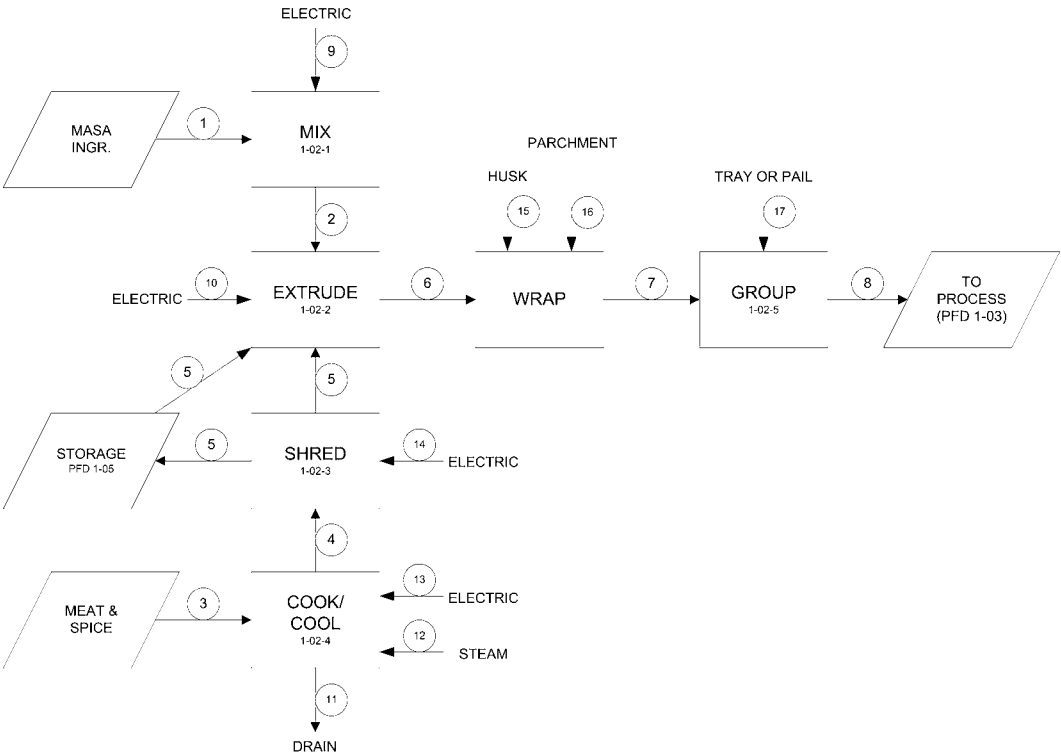 ELECTRIC
9
MASA
INGR.
1
MIX
1-02-1
PARCHMENT
HUSK
TRAY OR PAIL
2
15
16
17
ELECTRIC
10
EXTRUDE
1-02-2
6
WRAP
7
GROUP
1-02-5
8
TO
PROCESS
(PFD 1-03)
5
5
STORAGE
PFD 1-05
5
SHRED
1-02-3
14
ELECTRIC
4
MEAT &
SPICE
3
COOK/
COOL
1-02-4
13
ELECTRIC
12
STEAM
11
DRAIN